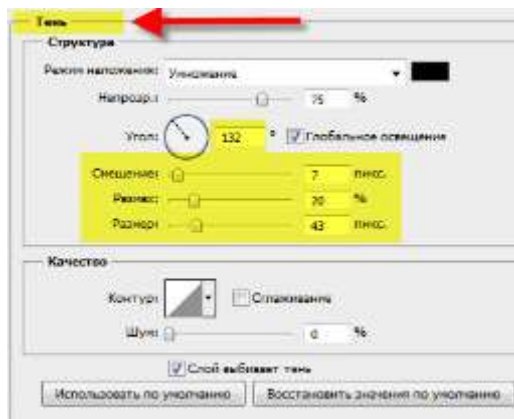 Тень
Структура
Режим наложения: Умножение
Непрозр.: 75 %
Угол: 132 ° Глобальное освещение
Смещение: 7 пикс.
Размах: 20 %
Размер: 43 пикс.
Качество
Контур: Сглаживание
Шум: 0 %
Слой выбивает тень
Использовать по умолчанию Восстановить значения по умолчанию